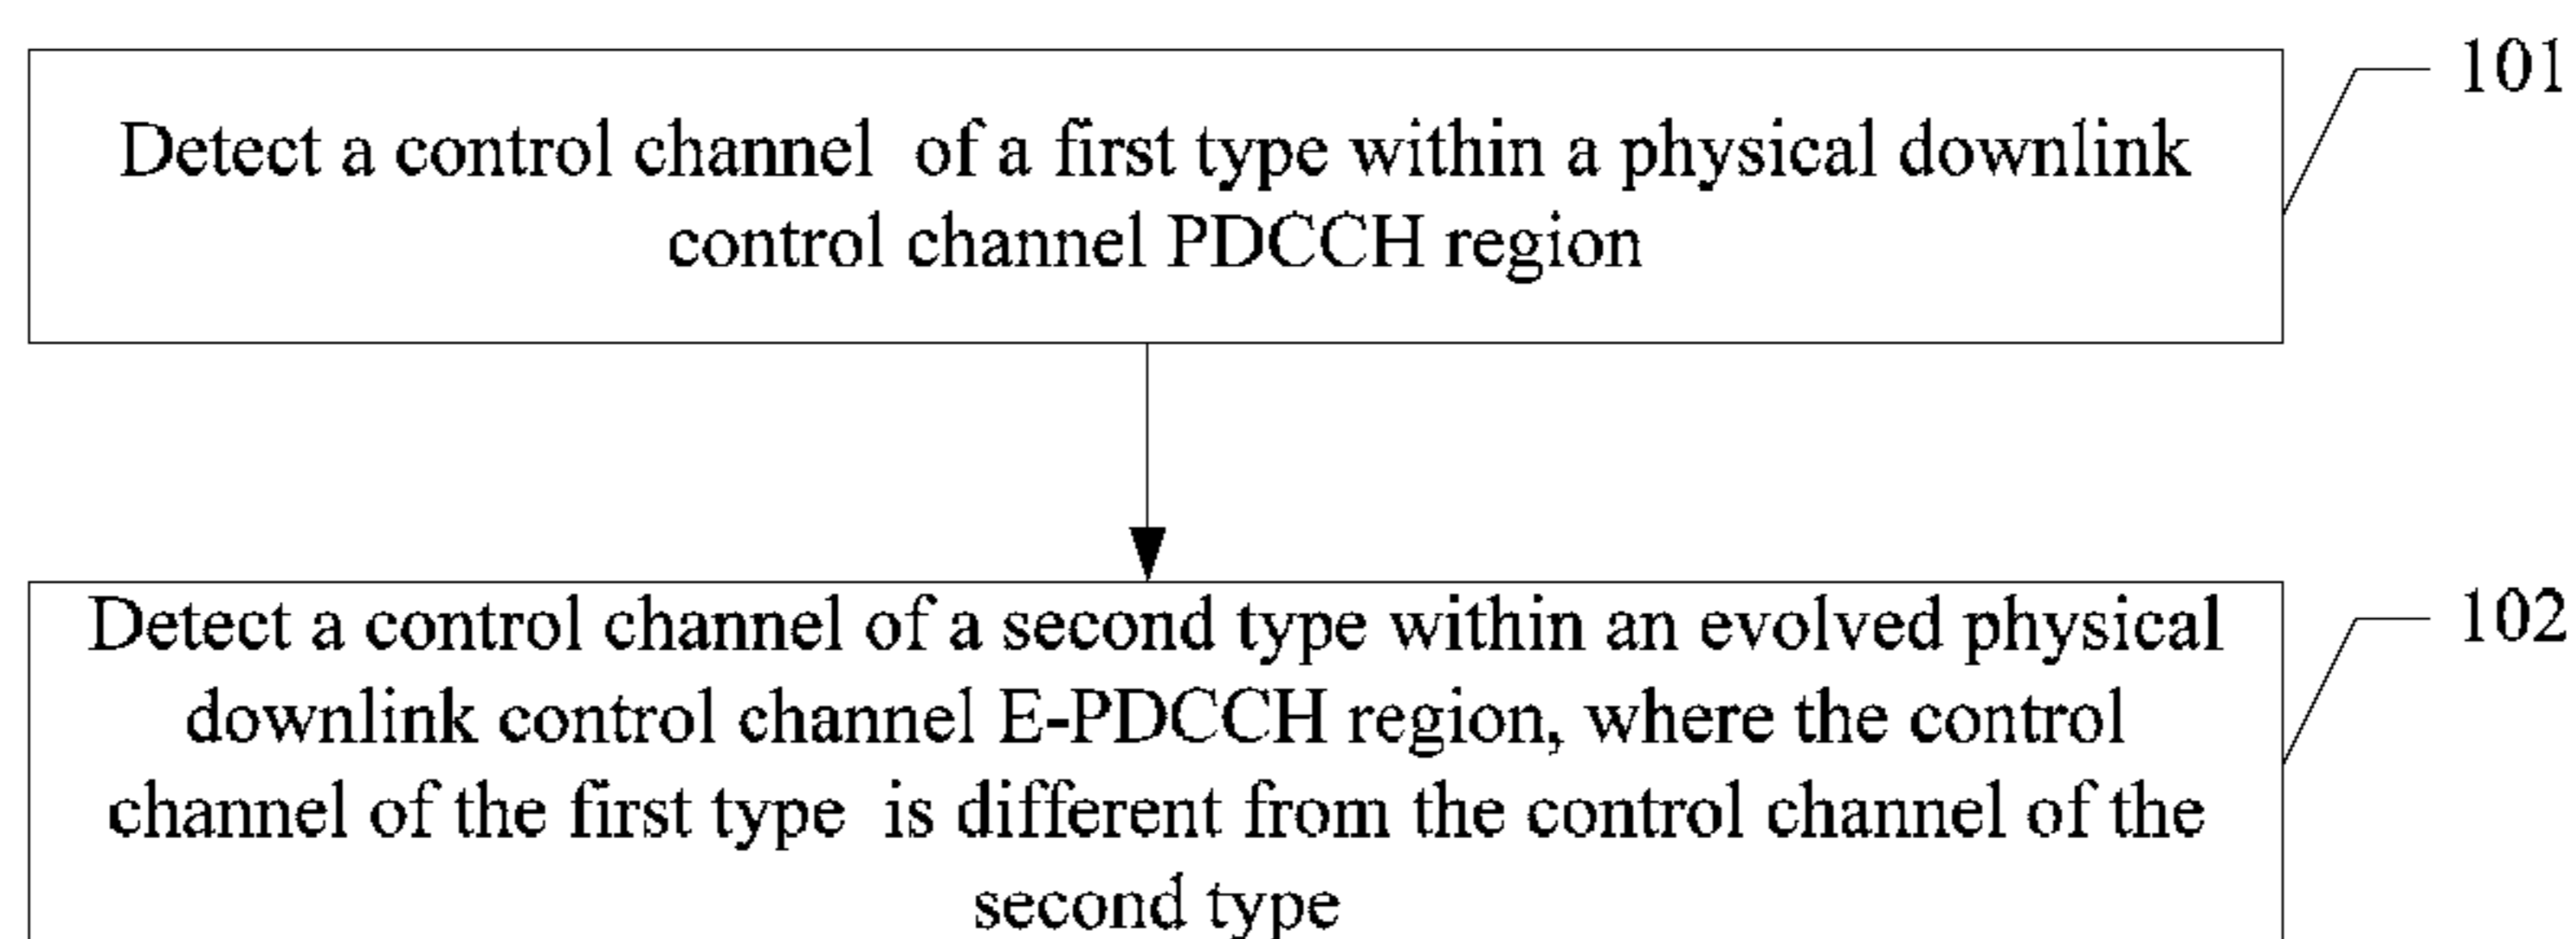 101
Detect a control channel of a first type within a physical downlink
control channel PDCCH region
102
Detect a control channel of a second type within an evolved physical
downlink control channel E-PDCCH region, where the control
channel of the first type is different from the control channel of the
second type